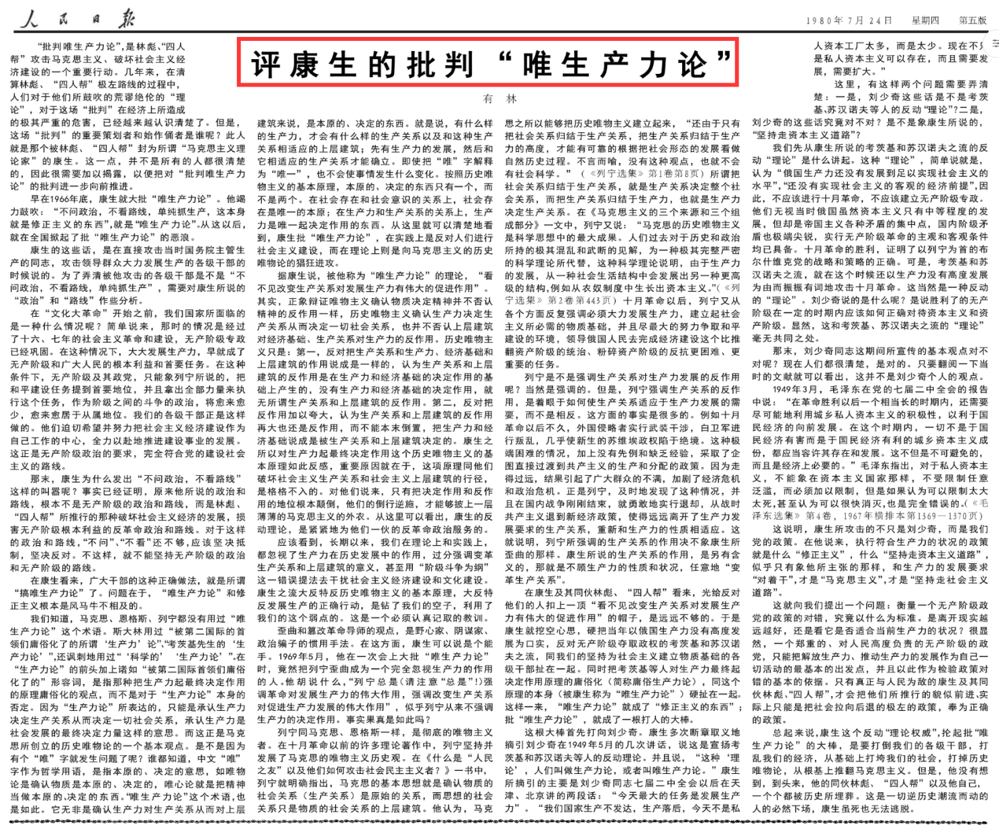 人民日报
1980年7月24日 星期四 第五版
评康生的批判“唯生产力论”
有 林
“批判唯生产力论”,是林彪、“四人
帮”攻击马克思主义、破坏社会主义经
济建设的一个重要行动。几年来，在清
算林彪、“四人帮”极左路线的过程中，
人们对于他们所鼓吹的荒谬绝伦的“理
论”，对于这场“批判”在经济上所造成
的极其严重的危害，已经越来越认识清楚了。但是，
这场“批判”的重要策划者和始作俑者是谁呢？此人
就是那个被林彪、“四人帮”封为所谓“马克思主义理
论家”的康生。这一点，并不是所有的人都很清楚
的，因此很需要加以揭露，以便把对“批判唯生产力
论”的批判进一步向前推进。
早在1966年底，康生就大批“唯生产力论”。他竭
力鼓吹：“不问政治，不看路线，单纯抓生产，这本身
就是修正主义的东西”,就是“唯生产力论”。从这以后，
就在全国掀起了批“唯生产力论”的恶浪。
康生的这些话，是在直接攻击当时国务院主管生
产的同志，攻击领导群众大力发展生产的各级干部的
时候说的。为了弄清被他攻击的各级干部是不是“不
问政治，不看路线，单纯抓生产”，需要对康生所说的
“政治”和“路线”作些分析。
在“文化大革命”开始之前，我们国家所面临的
是一种什么情况呢？简单说来，那时的情况是经过
了十六、七年的社会主义革命和建设，无产阶级专政
已经巩固。在这种情况下，大大发展生产力，早就成了
无产阶级和广大人民的根本利益和首要任务。在这种
条件下，无产阶级及其政党，只能象列宁所说的，把
和平建设任务提到首要地位，并且拿出全部力量来执
行这个任务，作为阶级之间的斗争的政治，将愈来愈
少，愈来愈居于从属地位。我们的各级干部正是这样
做的。他们迫切希望并努力把社会主义经济建设作为
自己工作的中心，全力以赴地推进建设事业的发展。
这正是无产阶级政治的要求，完全符合党的建设社会
主义的路线。
那末，康生为什么发出“不问政治，不看路线”
这样的叫嚣呢？事实已经证明，原来他所说的政治和
路线，根本不是无产阶级的政治和路线，而是林彪、
“四人帮”所推行的那种破坏社会主义经济的发展，损
害无产阶级根本利益的反革命政治和路线。对于这样
的政治和路线，“不问”、“不看”还不够，应该坚决抵
制，坚决反对。不这样，就不能坚持无产阶级的政治
和无产阶级的路线。
在康生看来，广大干部的这种正确做法，就是所谓
“搞唯生产力论”了。问题在于，“唯生产力论”和修
正主义根本是风马牛不相及的。
我们知道，马克思、恩格斯、列宁都没有用过“唯
生产力论”这个术语。斯大林用过“被第二国际的首
领们庸俗化了的所谓‘生产力’论”、“考茨基先生的‘生
产力论’”,还讽刺地用过“‘科学的’‘生产力论’”。在
“生产力论”的前头加上诸如“被第二国际首领们庸俗
化了的”形容词，是指那种把生产力起最终决定作用
的原理庸俗化的观点，而不是对于“生产力论”本身的
否定。因为“生产力论”所表达的，只能是承认生产力
决定生产关系从而决定一切社会关系，承认生产力是
社会发展的最终决定力量这样的意思。而这正是马克
思所创立的历史唯物论的一个基本观点。是不是因为
有个“唯”字就发生问题了呢？谁都知道，中文“唯”
字作为哲学用语，是指本原的、决定的意思，如唯物
论是确认物质是本原的、决定的，唯心论就是把精神
当做本原的、决定的东西。“唯生产力论”这个术语,也
是如此。它无非是确认生产力对生产关系从而对上层
建筑来说，是本原的、决定的东西。就是说，有什么样
的生产力，才会有什么样的生产关系以及和这种生产
关系相适应的上层建筑；先有生产力的发展，然后和
它相适应的生产关系才能确立。即使把“唯”字解释
为“唯一”，也不会使事情发生什么变化。按照历史唯
物主义的基本原理，本原的、决定的东西只有一个，而
不是两个。在社会存在和社会意识的关系上，社会存
在是唯一的本原；在生产力和生产关系的关系上，生产
力是唯一起决定作用的东西。从这里就可以清楚地看
到，康生批“唯生产力论”，在实践上是反对人们进行
社会主义建设，而在理论上则是向马克思主义的历史
唯物论的猖狂进攻。
据康生说，被他称为“唯生产力论”的理论，“看
不见改变生产关系对发展生产力有伟大的促进作用”。
其实，正象辩证唯物主义确认物质决定精神并不否认
精神的反作用一样，历史唯物主义确认生产力决定生
产关系从而决定一切社会关系，也并不否认上层建筑
对经济基础、生产关系对生产力的反作用。历史唯物主
义只是：第一，反对把生产关系和生产力、经济基础和
上层建筑的作用说成是一样的，认为生产关系和上层
建筑的反作用是在生产力和经济基础的决定作用的基
础上产生的，没有生产力和经济基础的决定作用，就
无所谓生产关系和上层建筑的反作用。第二，反对把
反作用加以夸大，认为生产关系和上层建筑的反作用
再大也还是反作用，而不能本末倒置，把生产力和经
济基础说成是被生产关系和上层建筑决定的。康生之
所以对生产力起最终决定作用这个历史唯物主义的基
本原理如此反感，重要原因就在于，这项原理同他们
破坏社会主义生产关系和社会主义上层建筑的行径，
是格格不入的。对他们来说，只有把决定作用和反作
用的地位根本颠倒，他们的倒行逆施，才能够披上一层
薄薄的马克思主义的外衣。从这里可以看出，康生的反
动理论，是紧紧地为他们一伙的反革命政治服务的。
应该看到，长期以来，我们在理论上和实践上，
都忽视了生产力在历史发展中的作用，过分强调变革
生产关系和上层建筑的意义，甚至用“阶级斗争为纲”
这一错误提法去干扰社会主义经济建设和文化建设。
康生之流大反特反历史唯物主义的基本原理，大反特
反发展生产的正确行动，是钻了我们的空子，利用了
我们的这个弱点的。这是一个必须认真记取的教训。
歪曲和篡改革命导师的观点，是野心家、阴谋家、
政治骗子的惯用手法。在这方面，康生可以说是个能
手。1969年5月，他在一次会上大批“唯生产力论”
时，竟然把列宁歪曲成为一个完全忽视生产力的作用
的人。他胡说什么，“列宁总是(请注意“总是”!)强
调革命对发展生产力的伟大作用，强调改变生产关系
对促进生产力发展的伟大作用”，似乎列宁从来不强调
生产力的决定作用。事实果真是如此吗？
列宁同马克思、恩格斯一样，是彻底的唯物主义
者。在十月革命以前的许多理论著作中，列宁坚持并
发展了马克思的唯物主义历史观。在《什么是“人民
之友”以及他们如何攻击社会民主主义者？》一书中，
列宁就明确指出，马克思的基本思想就是确认物质的
社会关系（生产关系）是原始的关系，而思想的社会
关系只是物质的社会关系的上层建筑。他认为，马克
思之所以能够把历史唯物主义建立起来，“还由于只有
把社会关系归结于生产关系，把生产关系归结于生产
力的高度，才能有可靠的根据把社会形态的发展看做
自然历史过程。不言而喻，没有这种观点，也就不会
有社会科学。”（《列宁选集》第1卷第8页）所谓把
社会关系归结于生产关系，就是生产关系决定整个社
会关系，而把生产关系归结于生产力，也就是生产力
决定生产关系。在《马克思主义的三个来源和三个组
成部分》一文中，列宁又说：“马克思的历史唯物主义
是科学思想中的最大成果。人们过去对于历史和政治
所持的极其混乱和武断的见解，为一种极其完整严密
的科学理论所代替，这种科学理论说明，由于生产力
的发展，从一种社会生活结构中会发展出另一种更高
级的结构,例如从农奴制度中生长出资本主义。”(《列
宁选集》第2卷第443页）十月革命以后，列宁又从
各个方面反复强调必须大力发展生产力，建立起社会
主义所必需的物质基础，并且尽最大的努力争取和平
建设的环境，领导俄国人民去完成经济建设这个比推
翻资产阶级的统治、粉碎资产阶级的反抗更困难、更
重要的任务。
列宁是不是强调生产关系对生产力发展的反作用
呢？当然是强调的。但是，列宁强调生产关系的反作
用，是着眼于如何使生产关系适应于生产力发展的需
要，而不是相反。这方面的事实是很多的。例如十月
革命以后不久，外国侵略者实行武装干涉，白卫军进
行叛乱，几乎使新生的苏维埃政权陷于绝境。这种极
端困难的情况，加上没有先例和缺乏经验，采取了企
图直接过渡到共产主义的生产和分配的政策。因为走
得过远，结果引起了广大群众的不满，加剧了经济危机
和政治危机。正是列宁，及时地发现了这种情况，并
且在国内战争刚刚结束，就勇敢地实行退却，从战时
共产主义退到新经济政策，使得远远离开了生产力发
展要求的生产关系，重新和生产力的性质相适应。这
就说明，列宁所强调的生产关系的作用决不象康生所
歪曲的那样。康生所说的生产关系的作用，是另有含
义的，那就是不顾生产力的性质和状况，任意地“变
革生产关系”。
在康生及其同伙林彪、“四人帮”看来，光给反对
他们的人扣上一项“看不见改变生产关系对发展生产
力有伟大的促进作用”的帽子，是远远不够的。于是
康生就挖空心思，硬把当年以俄国生产力没有高度发
展为口实，反对无产阶级夺取政权的考茨基和苏汉诺
夫之流，同我们的坚持为社会主义建设物质基础的各
级干部扯在一起。同时把考茨基等人对生产力最终起
决定作用原理的庸俗化（简称庸俗生产力论），同这个
原理的本身（被康生称为“唯生产力论”）硬扯在一起。
这样一来，“唯生产力论”就成了“修正主义的东西”；
批“唯生产力论”，就成了一根打人的大棒。
这根大棒首先打向刘少奇。康生多次断章取义地
摘引刘少奇在1949年5月的几次讲话，说这是宣扬考
茨基和苏汉诺夫等人的反动理论。并且说，“这种‘理
论’，人们叫做生产力论，或者叫唯生产力论。”康生
所摘引的主要是刘少奇同志七届二中全会以后在天
津、北京讲的两段话：“今天最大的任务是发展生产
力”。“我们国家生产不发达，生产落后，今天不是私
人资本工厂太多，而是太少。现在不只
是私人资本主义可以存在，而且需要发
展，需要扩大。”
这里，有这样两个问题需要弄清
楚：一是，刘少奇这些话是不是考茨
基、苏汉诺夫等人的反动“理论”?二是，
刘少奇的这些话究竟对不对？是不是象康生所说的，
“坚持走资本主义道路”？
我们先从康生所说的考茨基和苏汉诺夫之流的反
动“理论”是什么讲起。这种“理论”，简单说就是，
认为“俄国生产力还没有发展到足以实现社会主义的
水平”,“还没有实现社会主义的客观的经济前提”,因
此，不应该进行十月革命，不应该建立无产阶级专政。
他们无视当时俄国虽然资本主义只有中等程度的发
展，但却是帝国主义各种矛盾的集中点，国内阶级矛
盾也极端尖锐，实行无产阶级革命的主观和客观条件
均已具备。十月革命的胜利，证明了以列宁为首的布
尔什维克党的战略和策略的正确。可是，考茨基和苏
汉诺夫之流，就在这个时候还以生产力没有高度发展
为由而振振有词地攻击十月革命。这当然是一种反动
的“理论”。刘少奇说的是什么呢？是说胜利了的无产
阶级在一定的时期内应该如何正确对待资本主义和资
产阶级。显然，这和考茨基、苏汉诺夫之流的“理论”
毫无共同之处。
那末，刘少奇同志这期间所宣传的基本观点对不
对呢？现在人们都很清楚，是对的。只要翻阅一下当
时的文献就可以看出，这并不是刘少奇个人的观点。
1949年3月，毛泽东在党的七届二中全会的报告
中说：“在革命胜利以后一个相当长的时期内，还需要
尽可能地利用城乡私人资本主义的积极性，以利于国
民经济的向前发展。在这个时期内，一切不是于国
民经济有害而是于国民经济有利的城乡资本主义成
份，都应当容许其存在和发展。这不但是不可避免的，
而且是经济上必要的。”毛泽东指出，对于私人资本主
义，不能象在资本主义国家那样，不受限制任意
泛滥，而必须加以限制，但是如果认为可以限制太大
太死,甚至认为可以很快消灭,也是完全错误的。(《毛
泽东选集》第4卷，1967年横排本第1369—1370页）
这说明，康生所攻击的不只是刘少奇，而是我们
党的政策。在他说来，执行符合生产力的状况的政策
就是什么“修正主义”，什么“坚持走资本主义道路”，
似乎只有象他所主张的那样，和生产力的发展要求
“对着干”,才是“马克思主义”,才是“坚持走社会主义
道路”。
这就向我们提出一个问题：衡量一个无产阶级政
党的政策的对错，究竟以什么为标准。是离开现实越
远越好，还是看它是否适合当前生产力的状况？很显
然，一个郑重的、对人民高度负责的无产阶级的政
党，只能把解放生产力、推动生产力的发展作为自己一
切活动的最基本的出发点，并且以此作为检验政策对
错的基本的依据。只有真正与人民为敌的康生及其同
伙林彪、“四人帮”,才会把他们所推行的貌似前进、实
际上只能是把社会拉向后退的极左的政策，奉为正确
的政策。
总起来说,康生这个反动“理论权威”,抡起批“唯
生产力论”的大棒，是要打倒我们的各级干部，打
乱我们的经济，从基础上打垮我们的社会，打掉历史
唯物论，从根基上推翻马克思主义。但是，他没有想
到，到头来，他的同伙林彪、“四人帮”以及他自己，
一个个都被历史所埋葬。这是一切逆历史潮流而动的
人的必然下场，康生虽死也无法逃脱。